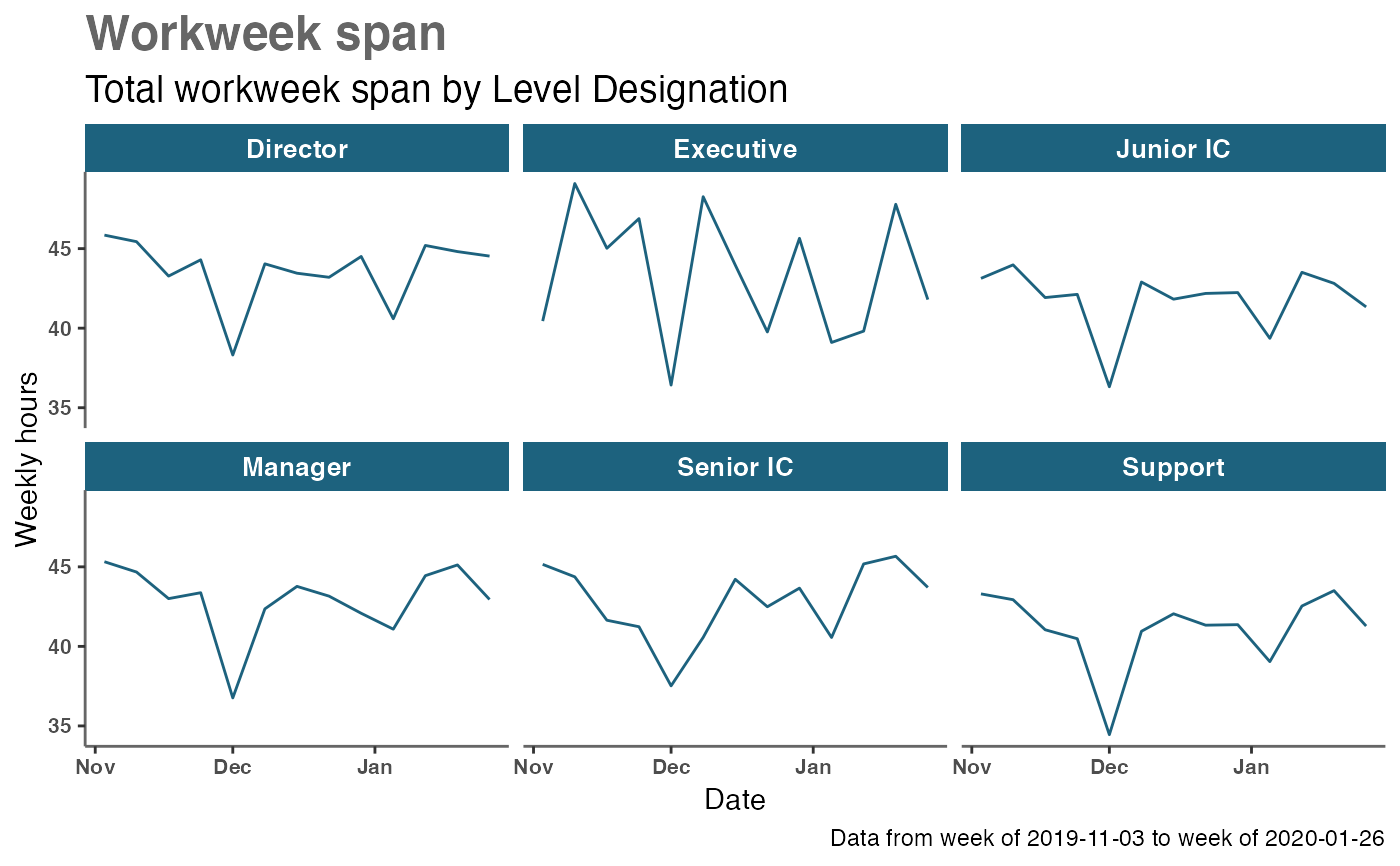 Workweek span
Total workweek span by Level Designation
Director
Executive
Junior IC
45
40
35
Manager
Senior IC
Support
45
40
35
Weekly hours
Nov Dec Jan
Nov Dec Jan
Nov Dec Jan
Date
Data from week of 2019-11-03 to week of 2020-01-26